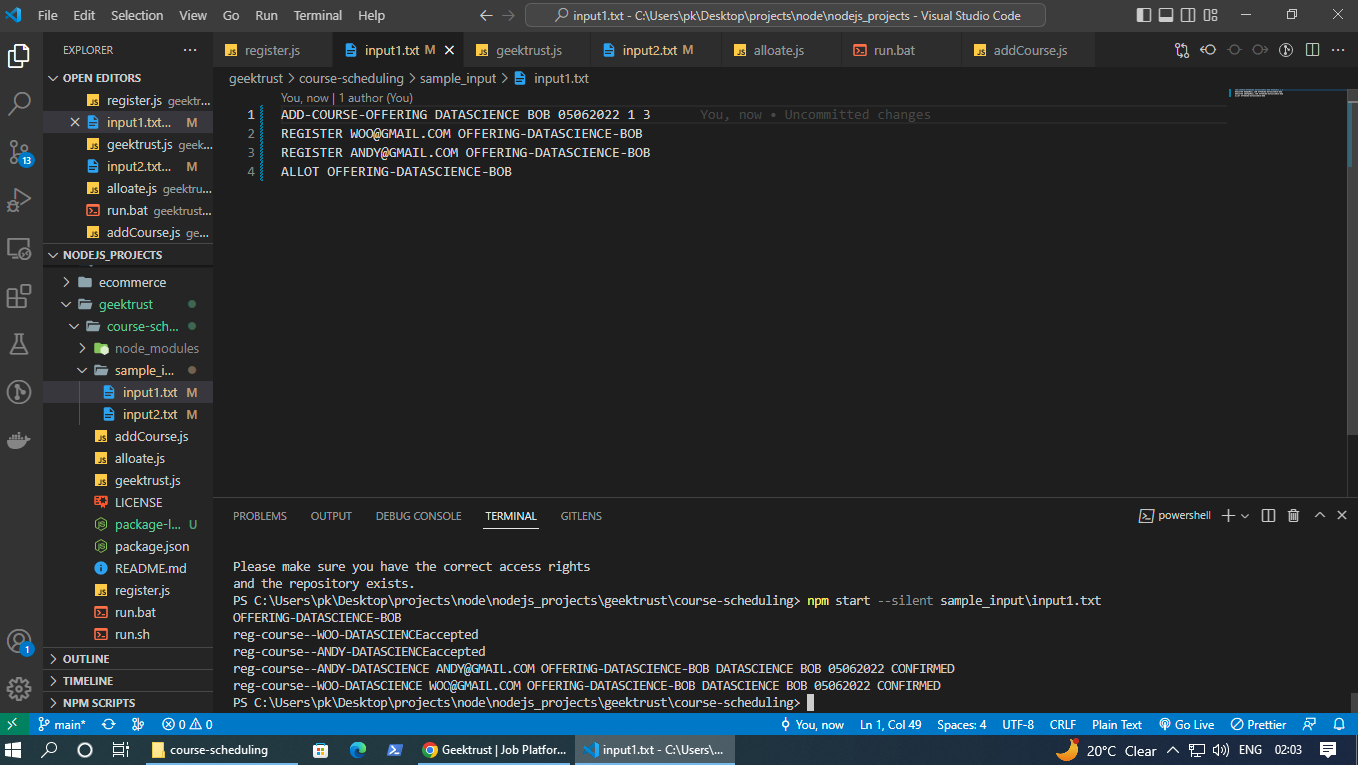 File Edit Selection View Go Run Terminal Help
input1.txt - C:\Users\pk\Desktop\projects\node\nodejs_projects - Visual Studio Code
EXPLORER
register.js input1.txt M geektrust.js input2.txt M alloate.js run.bat addCourse.js
OPEN EDITORS
register.js geektr...
input1.txt... M
geektrust.js geek...
input2.txt... M
alloate.js geektru...
run.bat geektrust...
addCourse.js ge...
NODEJS_PROJECTS
ecommerce
geektrust
course-sch...
node_modules
sample_i...
input1.txt M
input2.txt M
addCourse.js
alloate.js
geektrust.js
LICENSE
package-l... U
package.json
README.md
register.js
run.bat
run.sh
OUTLINE
TIMELINE
NPM SCRIPTS
13
1
geektrust > course-scheduling > sample_input > input1.txt
You, now | 1 author (You)
1 ADD-COURSE-OFFERING DATASCIENCE BOB 05062022 1 3 You, now • Uncommitted changes
2 REGISTER WOO@GMAIL.COM OFFERING-DATASCIENCE-BOB
3 REGISTER ANDY@GMAIL.COM OFFERING-DATASCIENCE-BOB
4 ALLOT OFFERING-DATASCIENCE-BOB
PROBLEMS OUTPUT DEBUG CONSOLE TERMINAL GITLENS
powershell
Please make sure you have the correct access rights
and the repository exists.
PS C:\Users\pk\Desktop\projects\node\nodejs_projects\geektrust\course-scheduling> npm start --silent sample_input\input1.txt
OFFERING-DATASCIENCE-BOB
reg-course--WOO-DATASCIENCEaccepted
reg-course--ANDY-DATASCIENCEaccepted
reg-course--ANDY-DATASCIENCE ANDY@GMAIL.COM OFFERING-DATASCIENCE-BOB DATASCIENCE BOB 05062022 CONFIRMED
reg-course--WOO-DATASCIENCE WOO@GMAIL.COM OFFERING-DATASCIENCE-BOB DATASCIENCE BOB 05062022 CONFIRMED
PS C:\Users\pk\Desktop\projects\node\nodejs_projects\geektrust\course-scheduling>
main* 0 0 You, now Ln 1, Col 49 Spaces: 4 UTF-8 CRLF Plain Text Go Live Prettier
course-scheduling Geektrust | Job Platfor... input1.txt - C:\Users\... 20°C Clear ENG 02:03